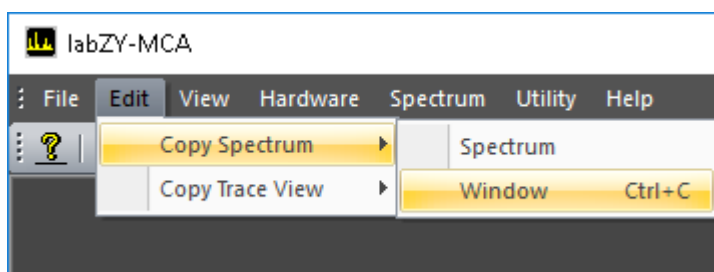 labZY-MCA
File Edit View Hardware Spectrum Utility Help
Copy Spectrum Spectrum
Copy Trace View Window Ctrl+C